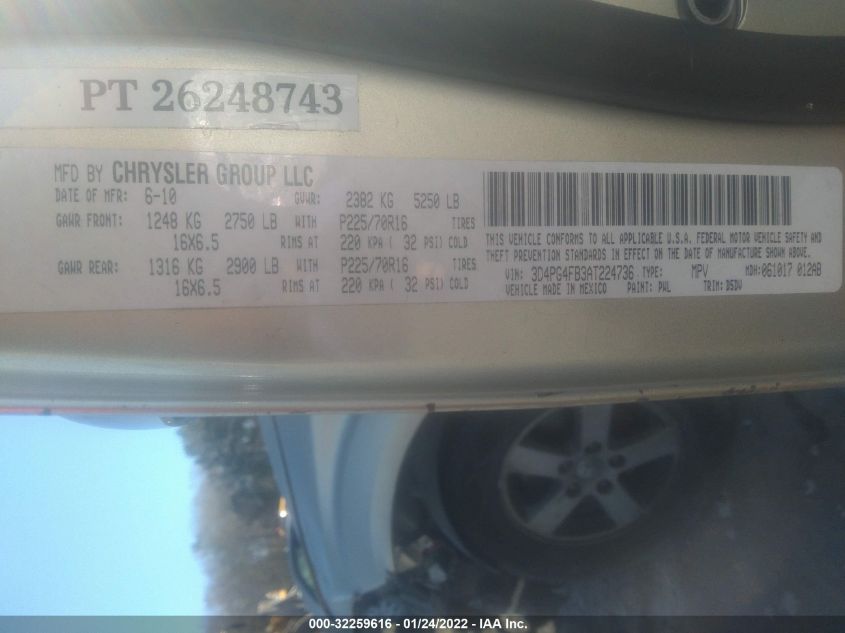 PT 26248743
MFD BY CHRYSLER GROUP LLC
DATE OF MFR: 6-10 GVWR: 2382 KG 5250 LB
GAWR FRONT: 1248 KG 2750 LB WITH P225/70R16 TIRES
16X6.5 RIMS AT 220 KPA ( 32 PSI) COLD
GAWR REAR: 1316 KG 2900 LB WITH P225/70R16 TIRES
16X6.5 RIMS AT 220 KPA ( 32 PSI) COLD
THIS VEHICLE CONFORMS TO ALL APPLICABLE U.S.A. FEDERAL MOTOR VEHICLE SAFETY AND
THEFT PREVENTION STANDARDS IN EFFECT ON THE DATE OF MANUFACTURE SHOWN ABOVE.
VIN: 3D4PG4FB3AT224736 TYPE: MPV MDH: 061017 012AB
VEHICLE MADE IN MEXICO PAINT: PWL TRIM: D5DW
000-32259616 - 01/24/2022 - IAA Inc.